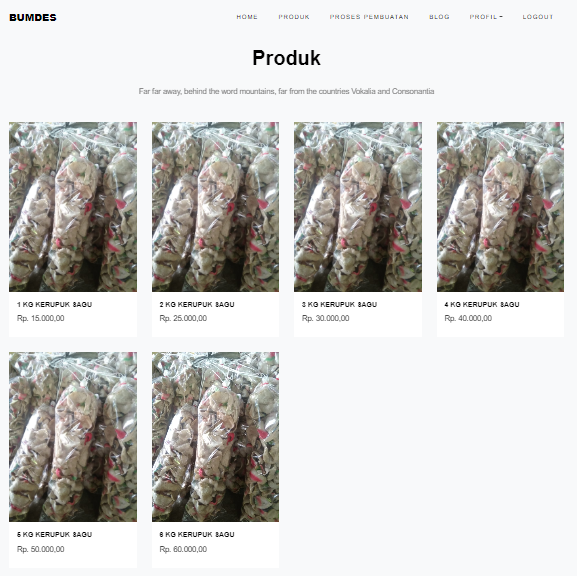 BUMDES
HOME PRODUK PROSES PEMBUATAN BLOG PROFIL LOGOUT
Produk
Far far away, behind the word mountains, far from the countries Vokalia and Consonantia
1 KG KERUPUK SAGU
Rp. 15.000,00
2 KG KERUPUK SAGU
Rp. 25.000,00
3 KG KERUPUK SAGU
Rp. 30.000,00
4 KG KERUPUK SAGU
Rp. 40.000,00
5 KG KERUPUK SAGU
Rp. 50.000,00
6 KG KERUPUK SAGU
Rp. 60.000,00